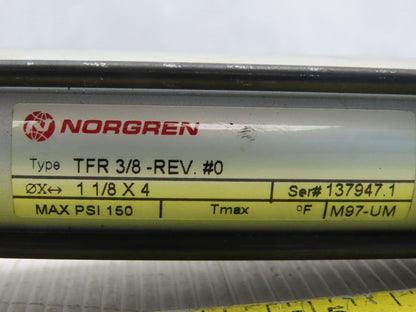 NORGREN
Type TFR 3/8 -REV. #0
ØX↔ 1 1/8 X 4 Ser# 137947.1
MAX PSI 150 Tmax °F M97-UM